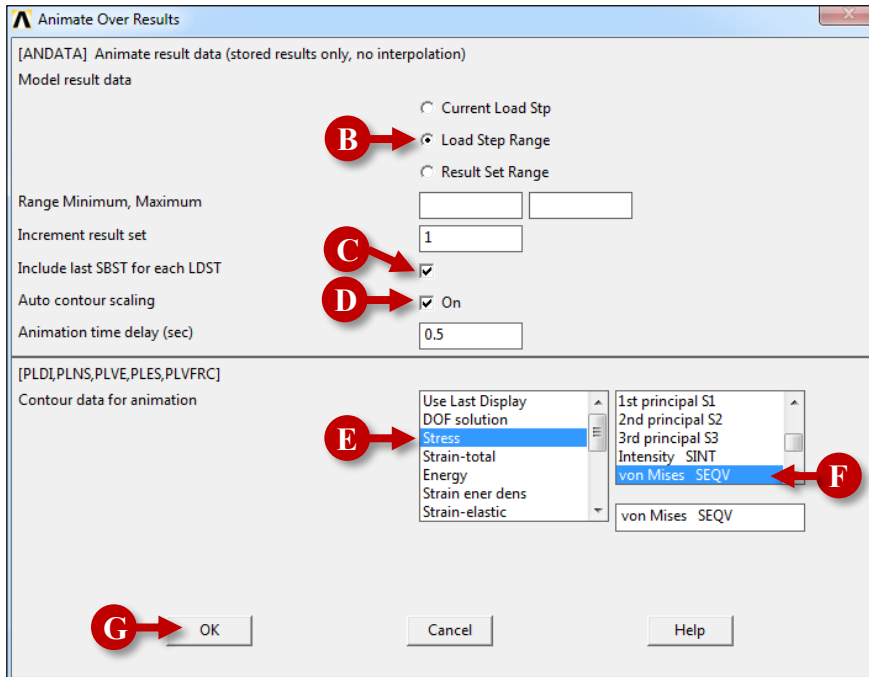 Animate Over Results
[ANDATA] Animate result data (stored results only, no interpolation)
Model result data
Current Load Stp
B Load Step Range
Result Set Range
Range Minimum, Maximum
Increment result set 1
C
Include last SBST for each LDST
Auto contour scaling D On
Animation time delay (sec) 0.5
[PLDI,PLNS,PLVE,PLES,PLVFRC]
Contour data for animation
Use Last Display
DOF solution
E Stress
Strain-total
Energy
Strain ener dens
Strain-elastic
1st principal S1
2nd principal S2
3rd principal S3
Intensity SINT
von Mises SEQV F
von Mises SEQV
G OK Cancel Help